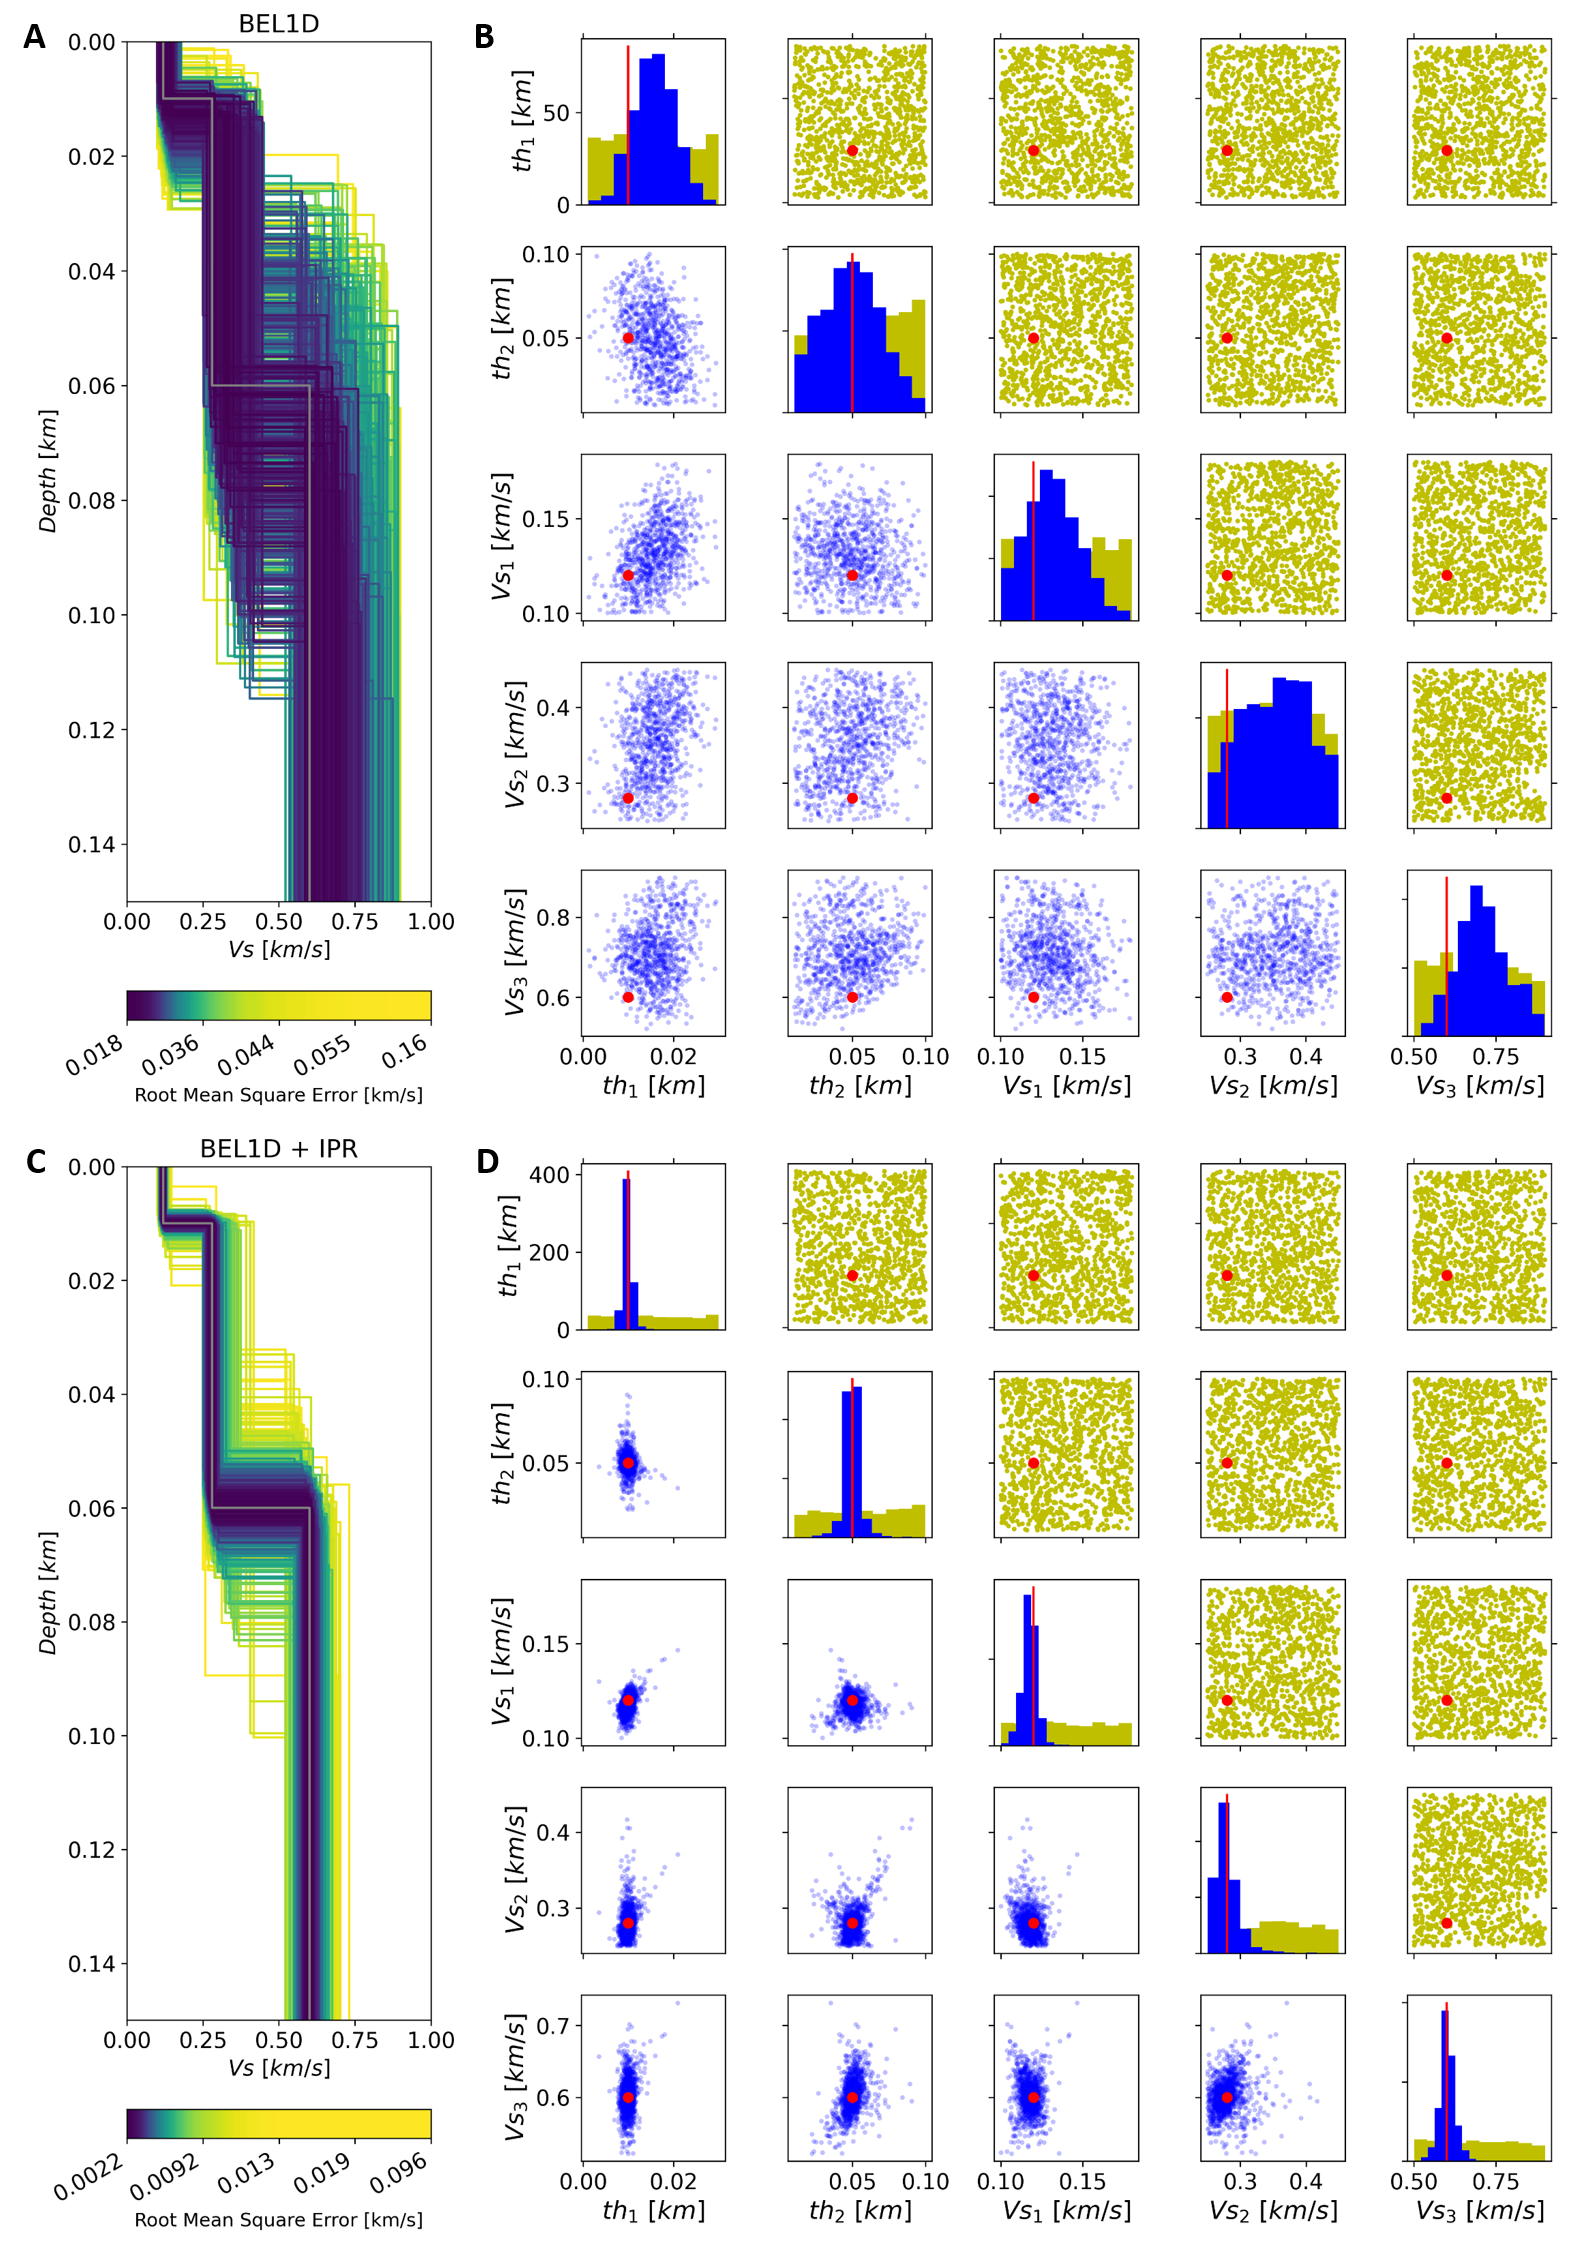 A
BEL1D
0.00
0.02
0.04
0.06
0.08
0.10
0.12
0.14
Depth [km]
0.00 0.25 0.50 0.75 1.00
Vs [km/s]
0.018 0.036 0.044 0.055 0.16
Root Mean Square Error [km/s]
B
th1 [km]
50
0
th2 [km]
0.10
0.05
Vs1 [km/s]
0.15
0.10
Vs2 [km/s]
0.4
0.3
Vs3 [km/s]
0.8
0.6
0.00 0.02 0.05 0.10 0.10 0.15 0.3 0.4 0.50 0.75
th1 [km] th2 [km] Vs1 [km/s] Vs2 [km/s] Vs3 [km/s]
C
BEL1D + IPR
0.00
0.02
0.04
0.06
0.08
0.10
0.12
0.14
Depth [km]
0.00 0.25 0.50 0.75 1.00
Vs [km/s]
0.0022 0.0092 0.013 0.019 0.096
Root Mean Square Error [km/s]
D
th1 [km]
400
200
0
th2 [km]
0.10
0.05
Vs1 [km/s]
0.15
0.10
Vs2 [km/s]
0.4
0.3
Vs3 [km/s]
0.7
0.6
0.00 0.02 0.05 0.10 0.10 0.15 0.3 0.4 0.50 0.75
th1 [km] th2 [km] Vs1 [km/s] Vs2 [km/s] Vs3 [km/s]